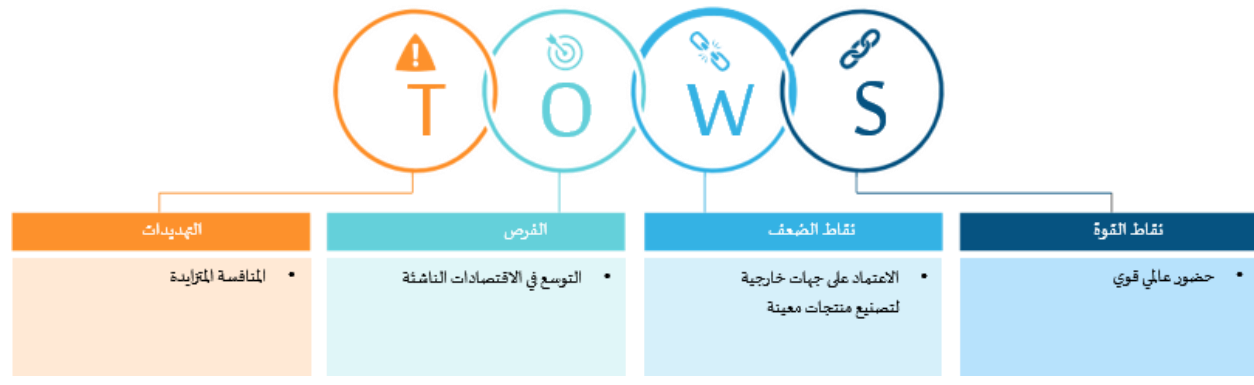 S
W
O
T
نقاط القوة
نقاط الضعف
الفرص
التهديدات
• حضور عالمي قوي
• الاعتماد على جهات خارجية
لتصنيع منتجات معينة
• التوسع في الاقتصادات الناشئة
• المنافسة المتزايدة